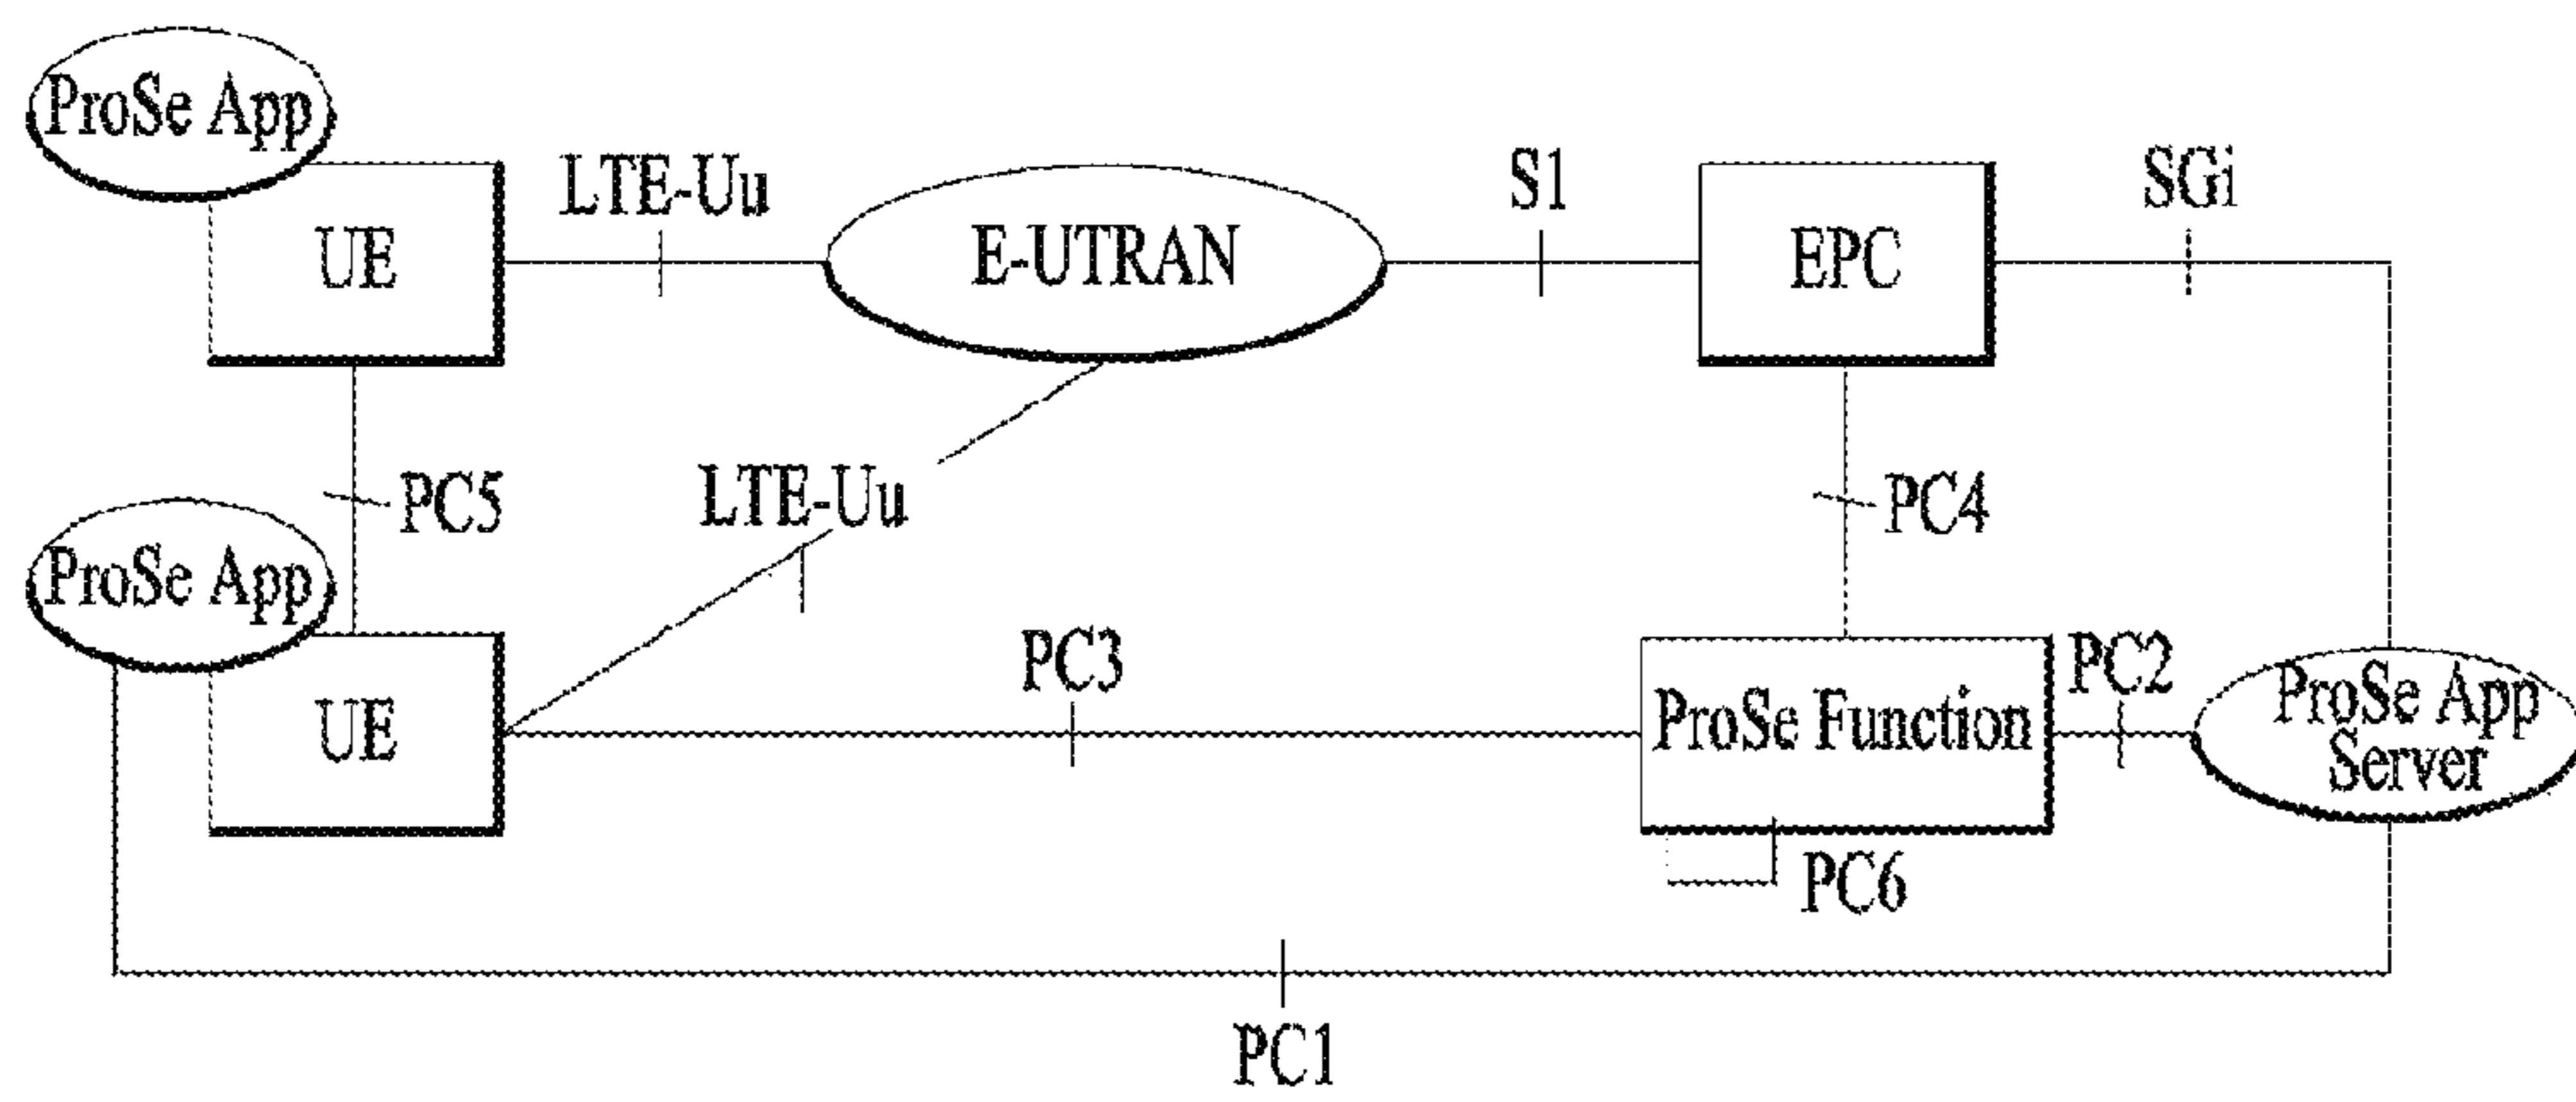 ProSe App
LTE-Uu
S1
SGi
UE
E-UTRAN
EPC
PC5
LTE-Uu
PC4
ProSe App
UE
PC3
ProSe Function
PC2
ProSe App
Server
PC6
PC1